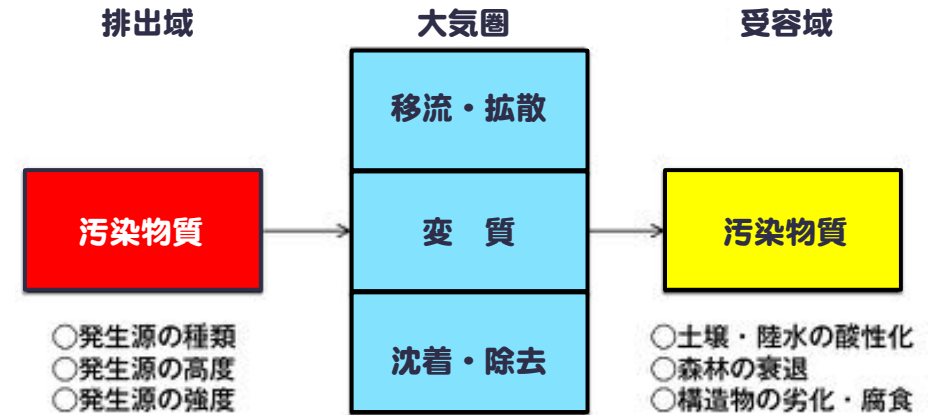 排出域
大気圏
受容域
移流・拡散
汚染物質
変　質
汚染物質
沈着・除去
○発生源の種類
○発生源の高度
○発生源の強度
○土壌・陸水の酸性化
○森林の衰退
○構造物の劣化・腐食